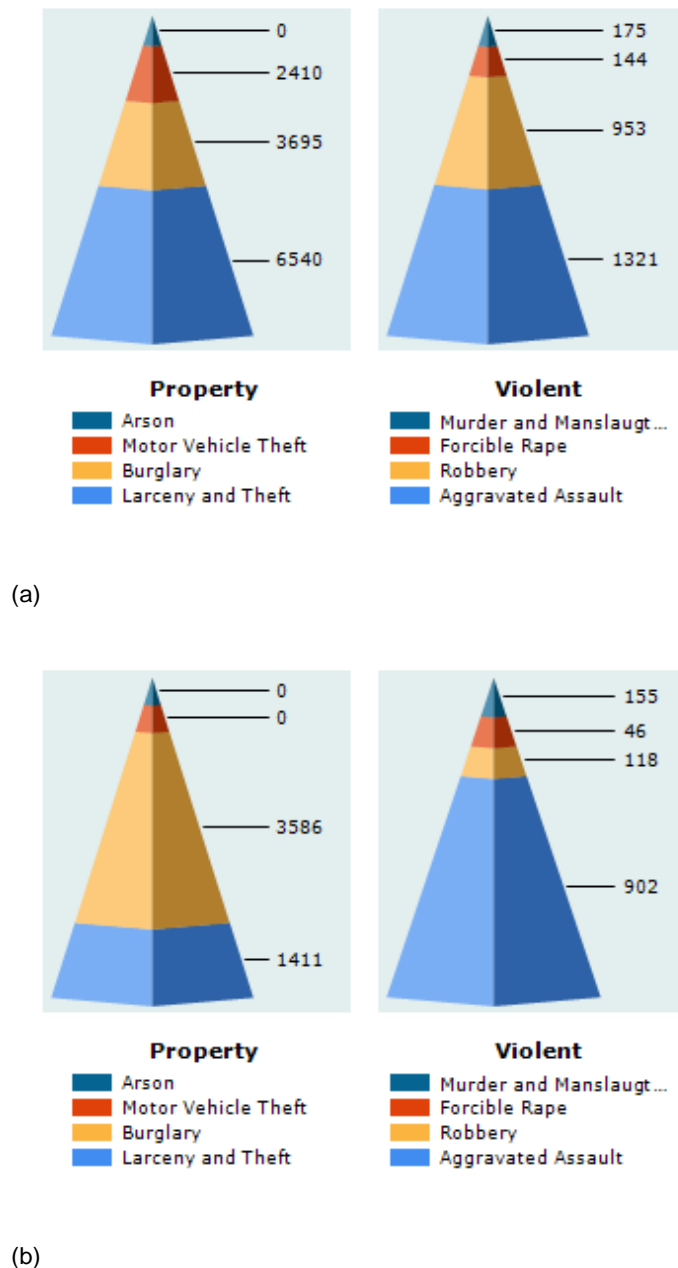 0 175
2410 144
3695 953
6540 1321
Property Violent
Arson Murder and Manslaugt...
Motor Vehicle Theft Forcible Rape
Burglary Robbery
Larceny and Theft Aggravated Assault
(a)
0 155
0 46
3586 118
1411 902
Property Violent
Arson Murder and Manslaugt...
Motor Vehicle Theft Forcible Rape
Burglary Robbery
Larceny and Theft Aggravated Assault
(b)